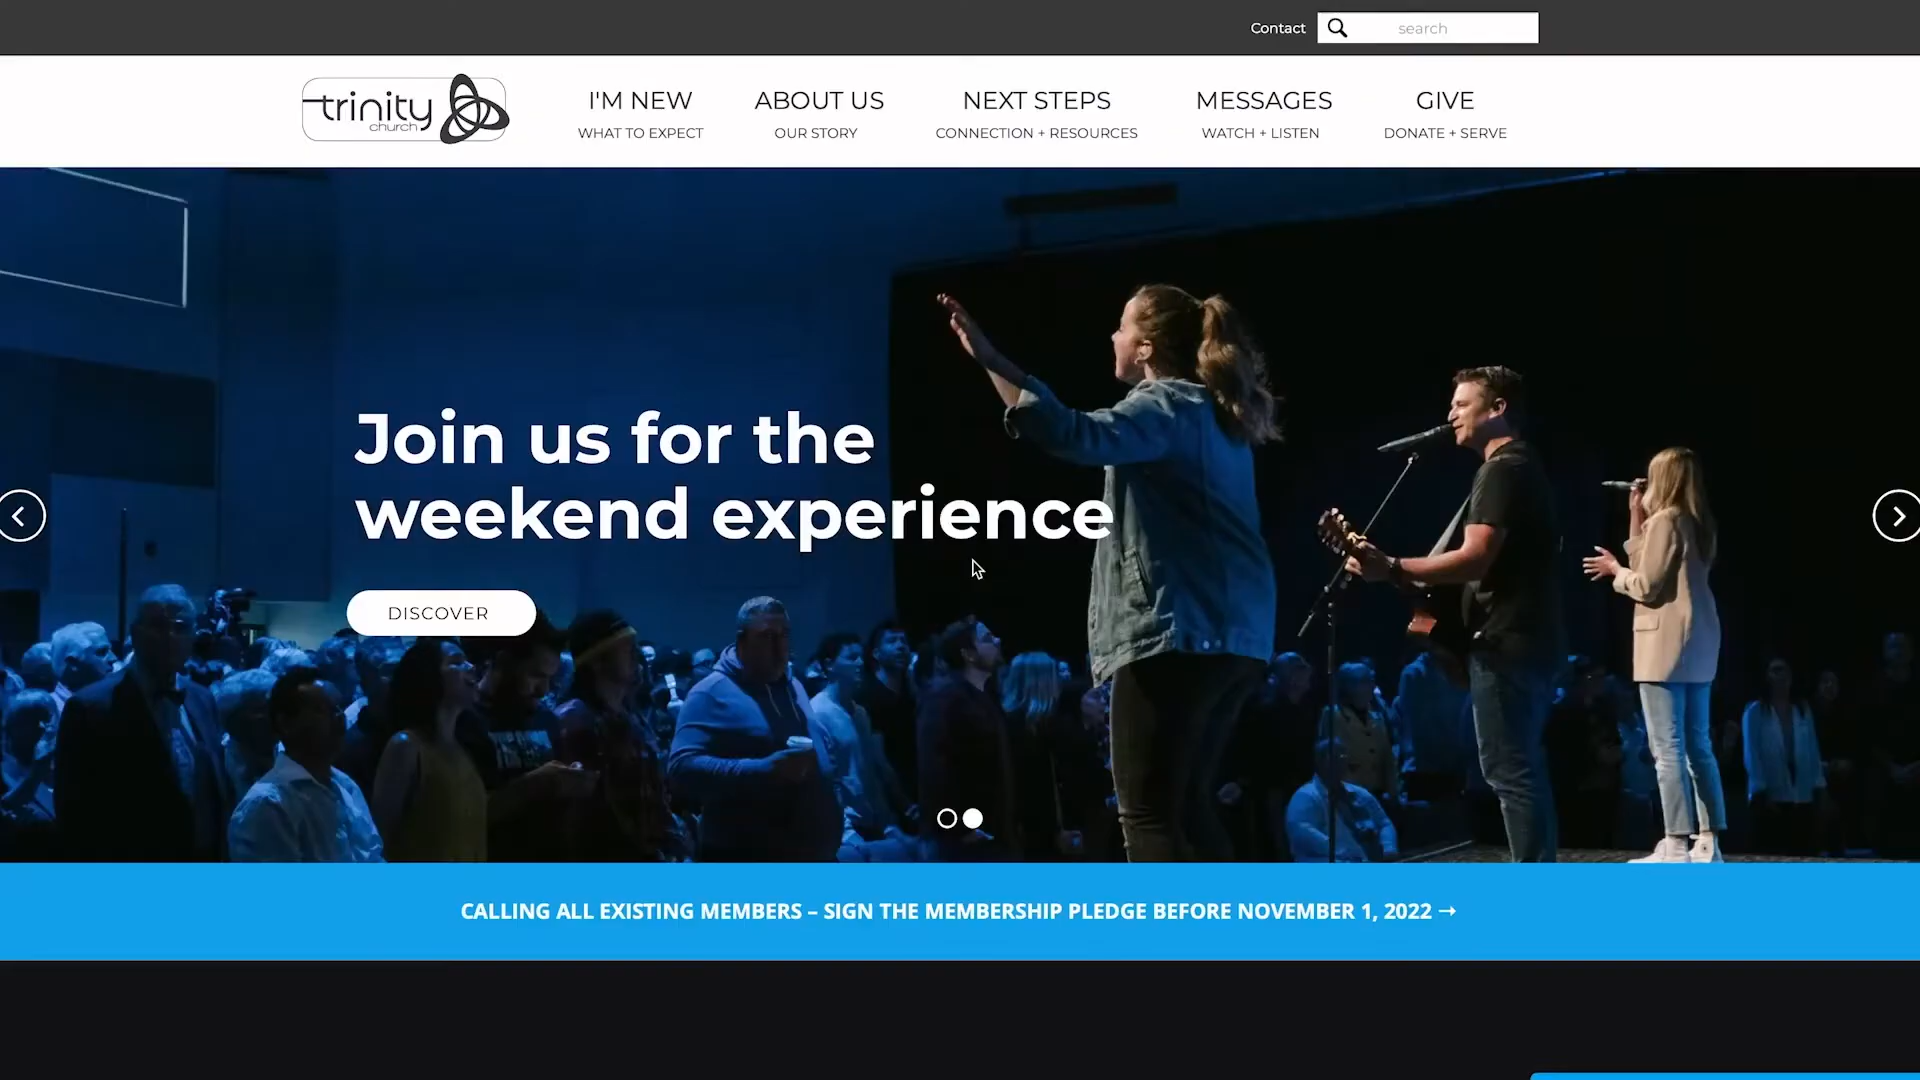 Contact
search
trinity
church
I'M NEW
WHAT TO EXPECT
ABOUT US
OUR STORY
NEXT STEPS
CONNECTION + RESOURCES
MESSAGES
WATCH + LISTEN
GIVE
DONATE + SERVE
Join us for the
weekend experience
DISCOVER
CALLING ALL EXISTING MEMBERS – SIGN THE MEMBERSHIP PLEDGE BEFORE NOVEMBER 1, 2022 →